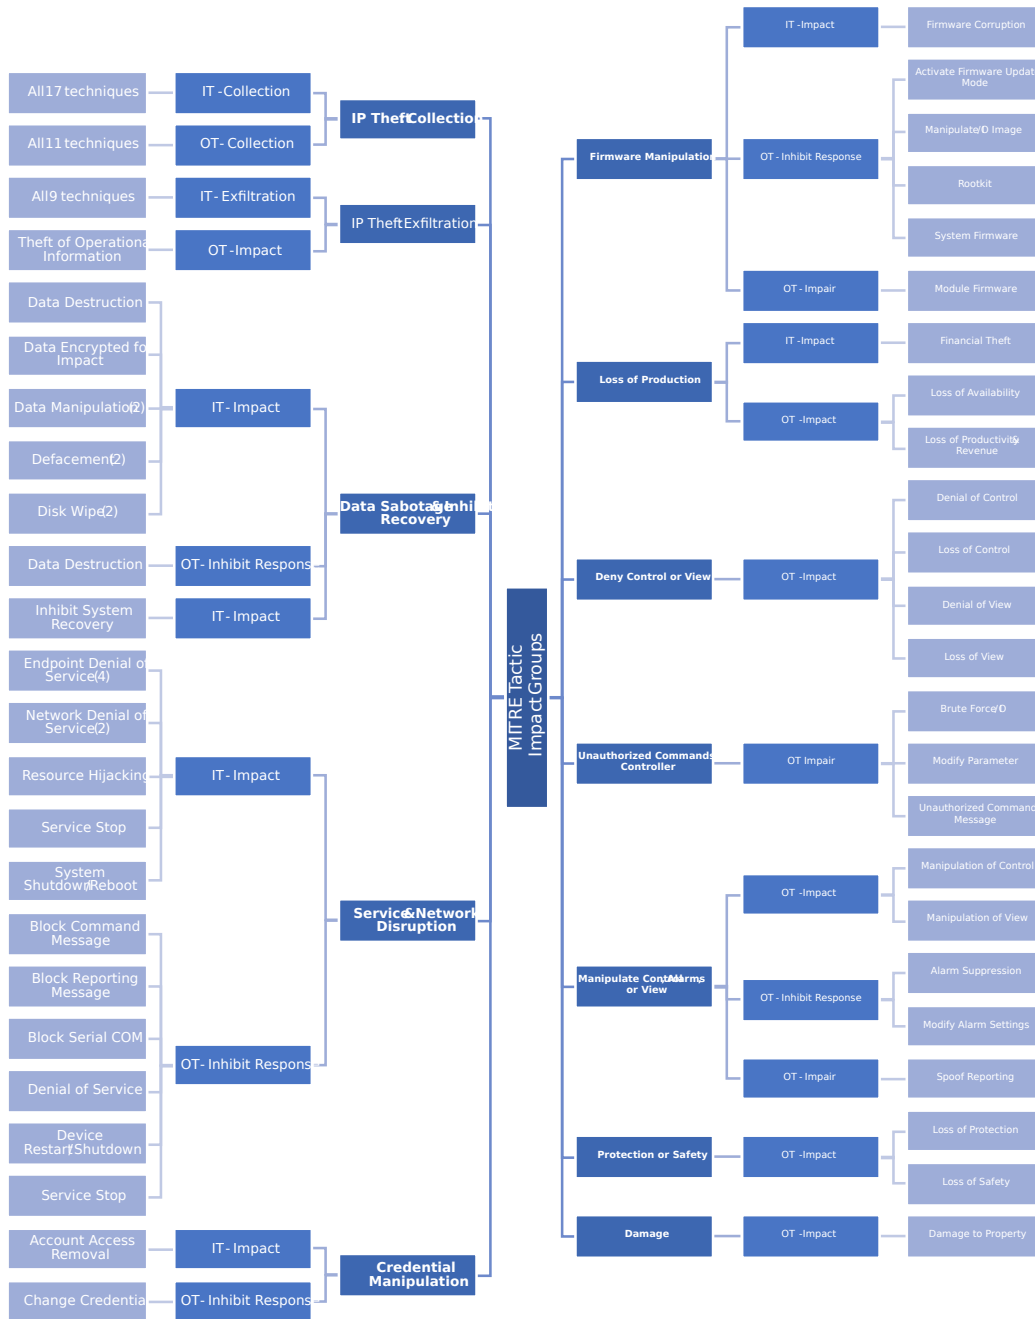 All 17 techniques
IT - Collection
All 11 techniques
OT - Collection
IP Theft Collection
All 9 techniques
IT - Exfiltration
Theft of Operationa
Information
OT - Impact
IP Theft Exfiltration
Data Destruction
Data Encrypted fo
Impact
Data Manipulation (2)
Defacement (2)
Disk Wipe (2)
IT - Impact
Data Destruction
OT - Inhibit Respons
Inhibit System
Recovery
IT - Impact
Data Sabotage & Inhibit
Recovery
Endpoint Denial of
Service (4)
Network Denial of
Service (2)
Resource Hijacking
Service Stop
System
Shutdown/Reboot
IT - Impact
Block Command
Message
Block Reporting
Message
Block Serial COM
Denial of Service
Device
Restart/Shutdown
Service Stop
OT - Inhibit Respons
Service & Network
Disruption
Account Access
Removal
IT - Impact
Change Credentia
OT - Inhibit Respons
Credential
Manipulation
MITRE Tactic
Impact Groups
Firmware Manipulation
IT - Impact
Firmware Corruption
OT - Inhibit Response
Activate Firmware Updat
Mode
Manipulate I/O Image
Rootkit
System Firmware
OT - Impair
Module Firmware
Loss of Production
IT - Impact
Financial Theft
OT - Impact
Loss of Availability
Loss of Productivity &
Revenue
Deny Control or View
OT - Impact
Denial of Control
Loss of Control
Denial of View
Loss of View
Unauthorized Commands
Controller
OT Impair
Brute Force I/O
Modify Parameter
Unauthorized Command
Message
Manipulate Control, Alarms,
or View
OT - Impact
Manipulation of Control
Manipulation of View
OT - Inhibit Response
Alarm Suppression
Modify Alarm Settings
OT - Impair
Spoof Reporting
Protection or Safety
OT - Impact
Loss of Protection
Loss of Safety
Damage
OT - Impact
Damage to Property